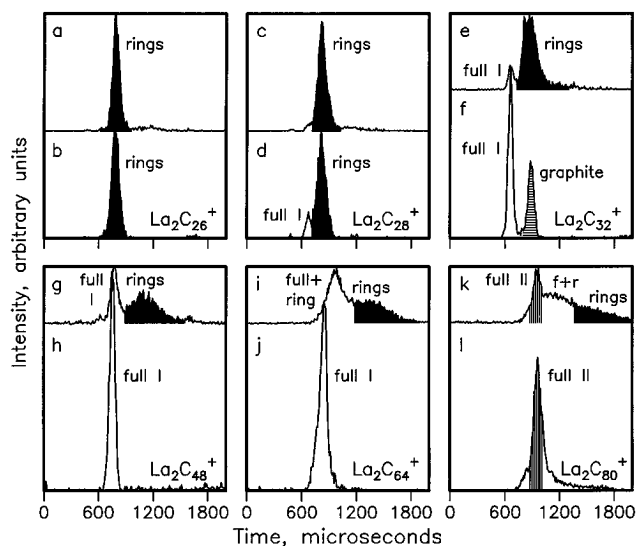 a
rings
b
rings
La₂C₂₆⁺
c
rings
d
full I
rings
La₂C₂₈⁺
e
full I
rings
f
full I
graphite
La₂C₃₂⁺
g
full I
rings
h
full I
La₂C₄₈⁺
i
full+
ring
rings
j
full I
La₂C₆₄⁺
k
full II
f+r
rings
l
full II
La₂C₈₀⁺
Intensity, arbitrary units
0 600 1200 1800
0 600 1200 1800
0 600 1200 1800
Time, microseconds